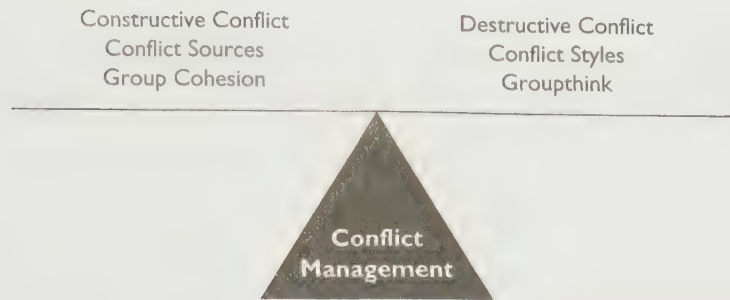 Constructive Conflict
Conflict Sources
Group Cohesion
Destructive Conflict
Conflict Styles
Groupthink
Conflict
Management